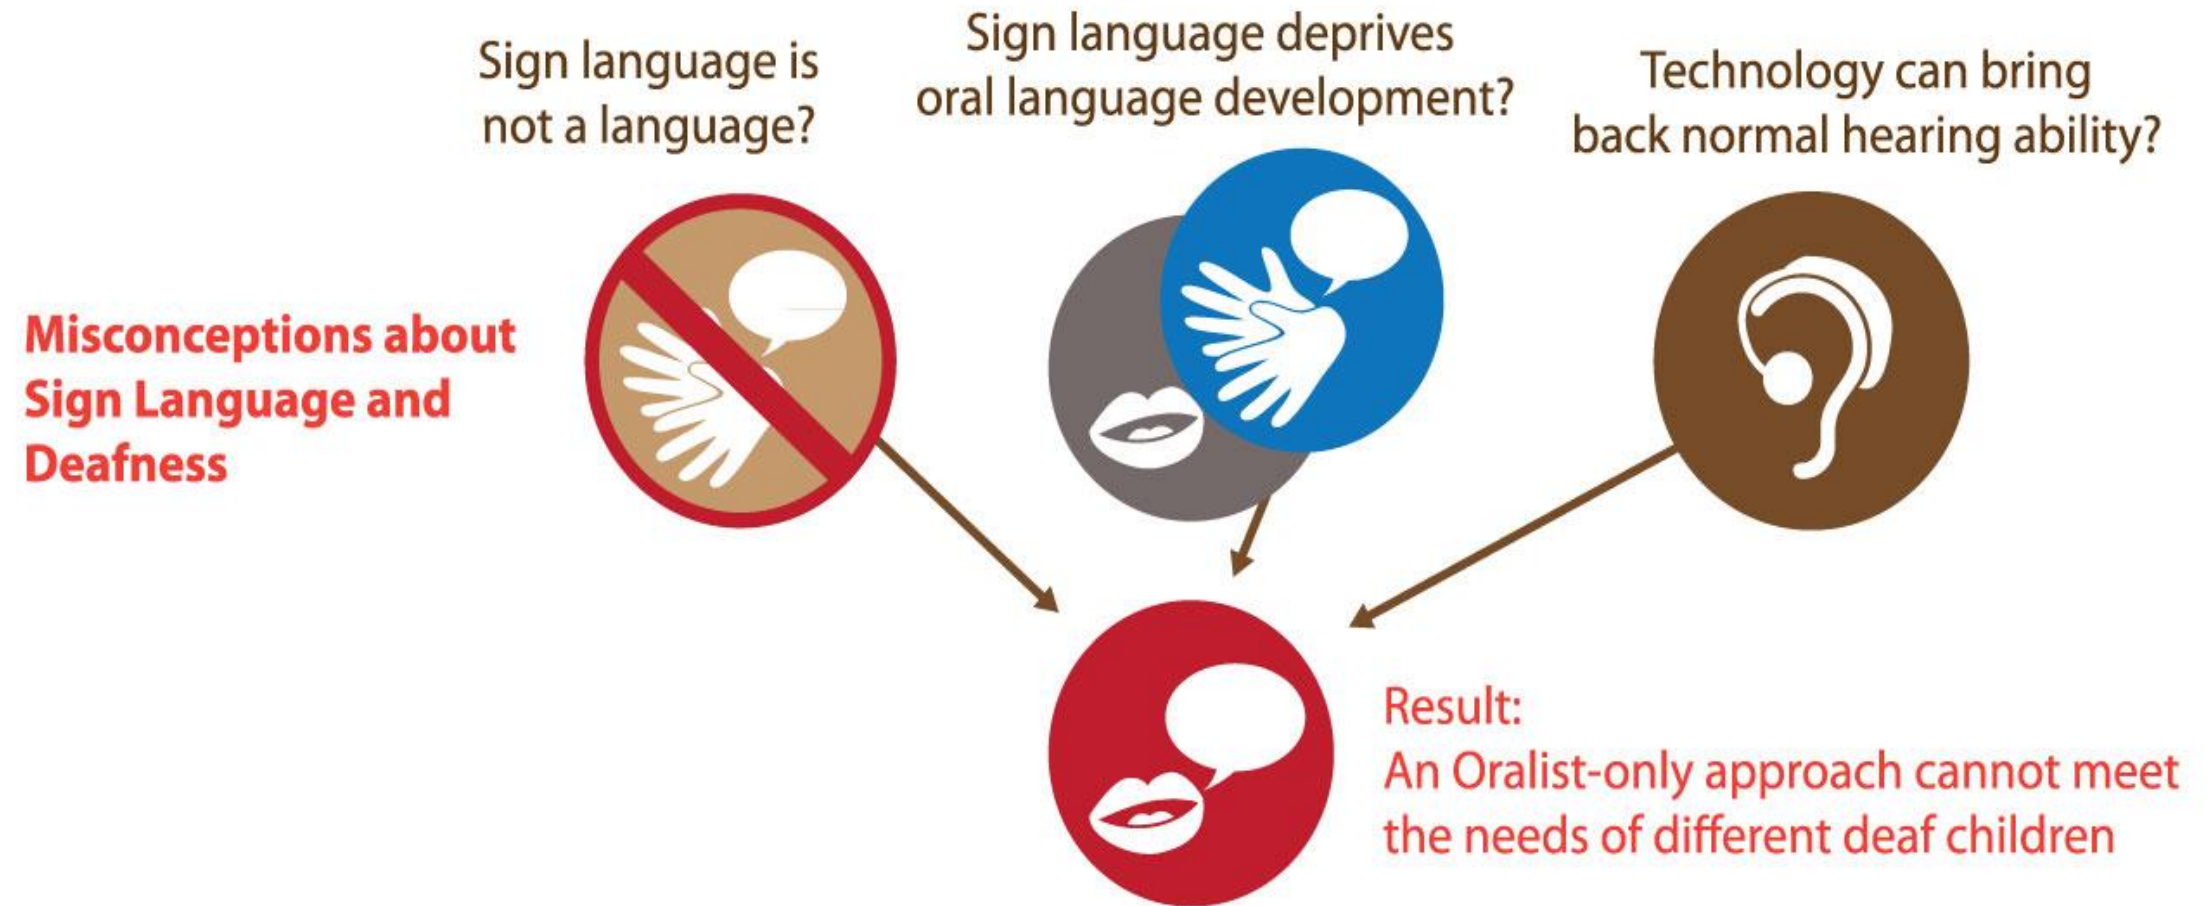 Sign language is
not a language?
Sign language deprives
oral language development?
Technology can bring
back normal hearing ability?
Misconceptions about
Sign Language and
Deafness
Result:
An Oralist-only approach cannot meet
the needs of different deaf children